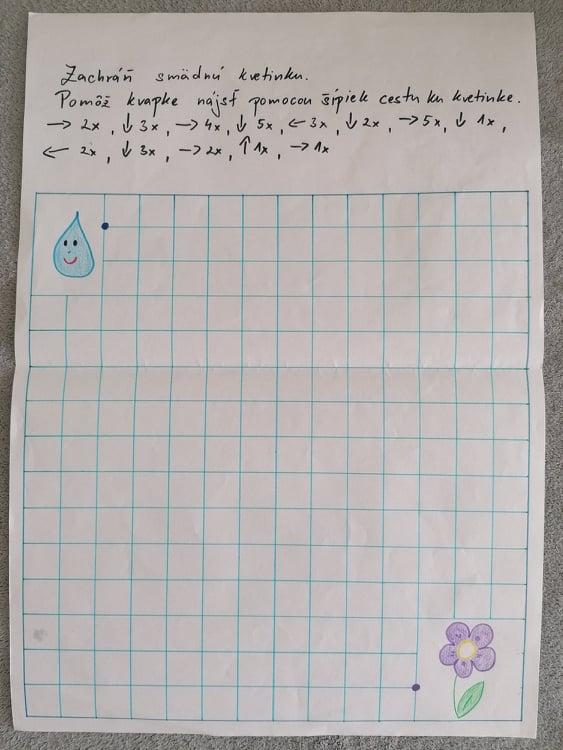 Zachráň smädnú kvetinku.
Pomôž kvapke nájsť pomocou šípiek cestu ku kvetinke.
→ 2x, ↓ 3x, → 4x, ↓ 5x, ← 3x, ↓ 2x, → 5x, ↓ 1x,
← 2x, ↓ 3x, → 2x, ↑ 1x, → 1x